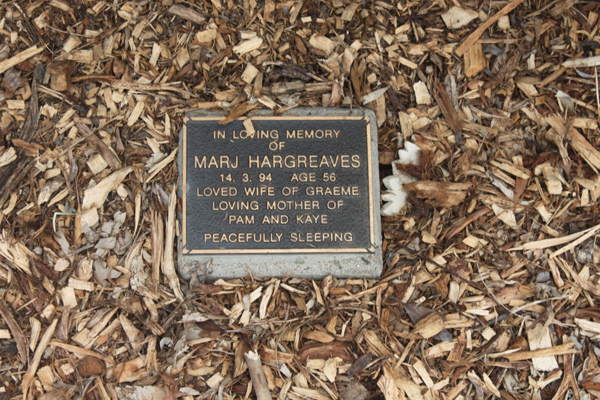 IN LOVING MEMORY
OF
MARJ HARGREAVES
14. 3. 94 AGE 56
LOVED WIFE OF GRAEME
LOVING MOTHER OF
PAM AND KAYE
PEACEFULLY SLEEPING